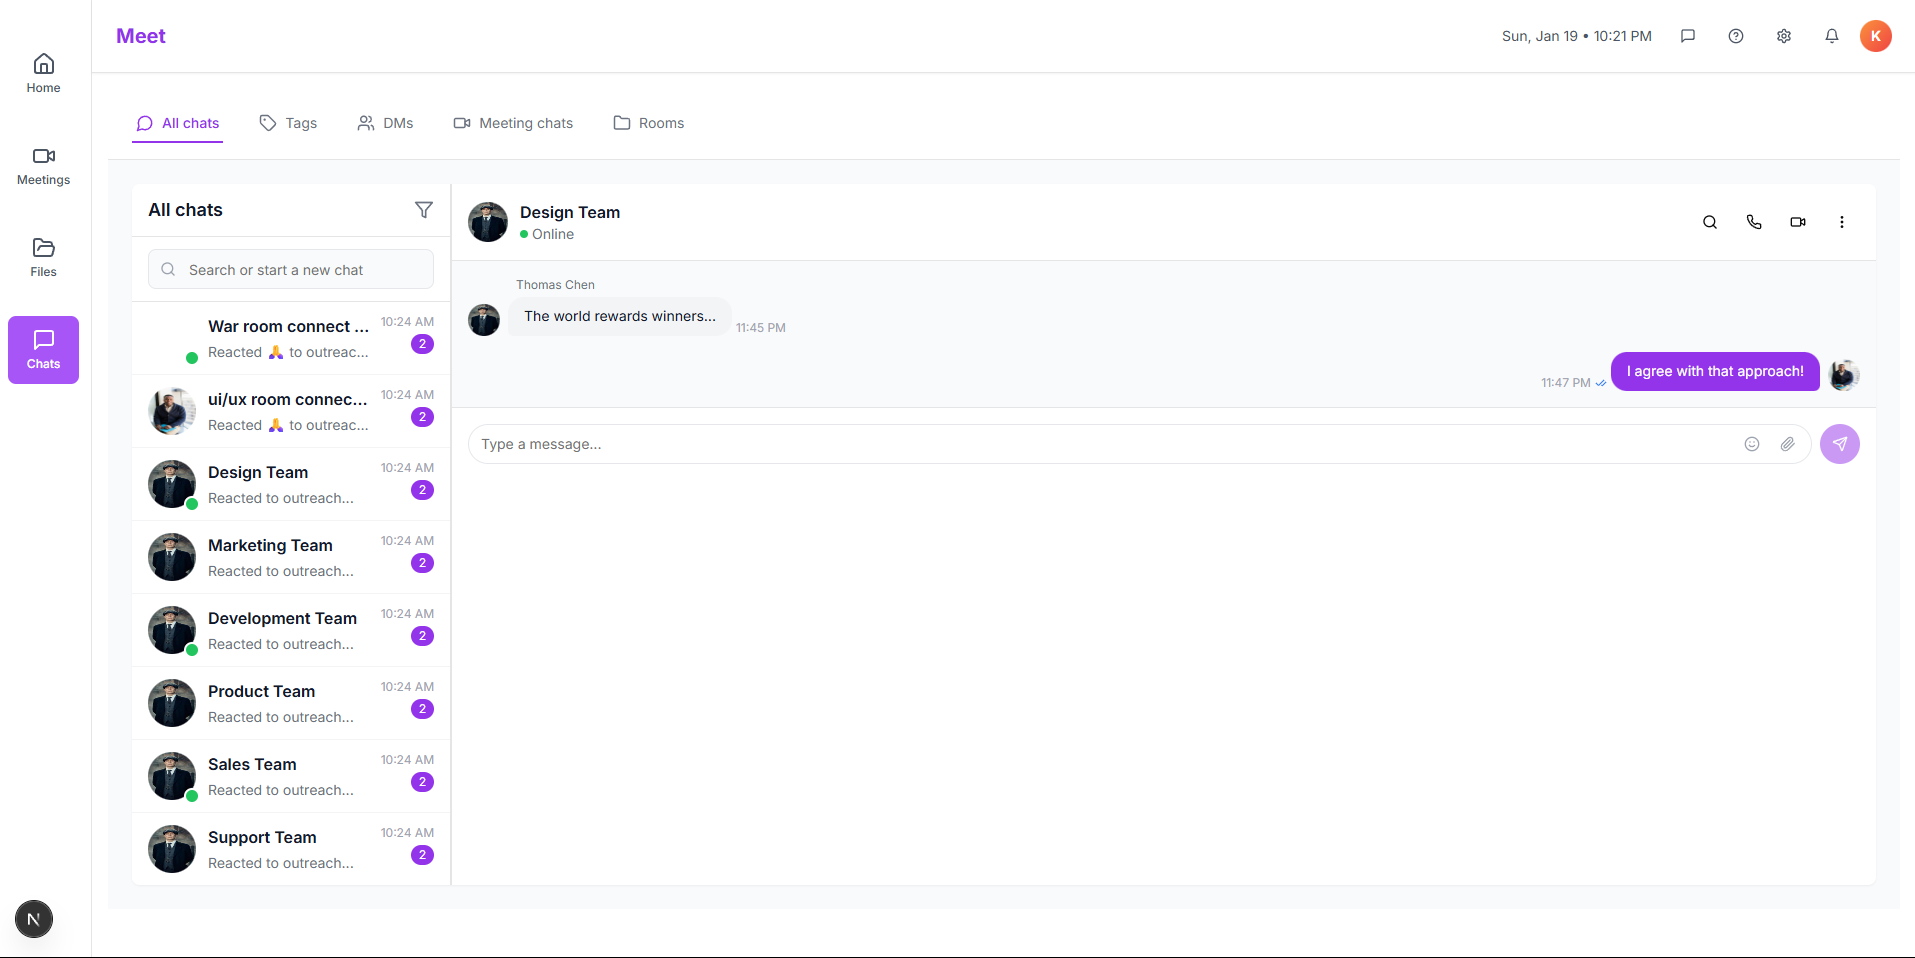 Meet
Sun, Jan 19 • 10:21 PM
K
Home
Meetings
Files
Chats
N
All chats
Tags
DMs
Meeting chats
Rooms
All chats
Search or start a new chat
War room connect ...
10:24 AM
Reacted 🙏 to outreac...
2
ui/ux room connec...
10:24 AM
Reacted 🙏 to outreac...
2
Design Team
10:24 AM
Reacted to outreach...
2
Marketing Team
10:24 AM
Reacted to outreach...
2
Development Team
10:24 AM
Reacted to outreach...
2
Product Team
10:24 AM
Reacted to outreach...
2
Sales Team
10:24 AM
Reacted to outreach...
2
Support Team
10:24 AM
Reacted to outreach...
2
Design Team
Online
Thomas Chen
The world rewards winners...
11:45 PM
I agree with that approach!
11:47 PM
Type a message...